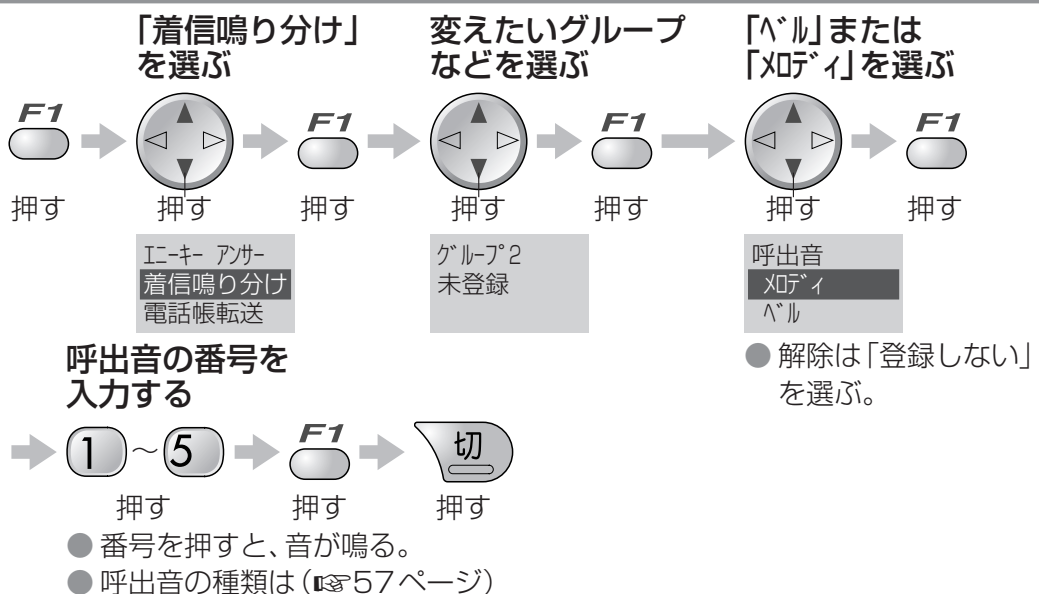 「着信鳴り分け」
を選ぶ
変えたいグループ
などを選ぶ
「ﾍﾞﾙ」または
「ﾒﾛﾃﾞｨ」を選ぶ
F1
F1
F1
F1
押す
押す
押す
押す
押す
押す
押す
ｴﾆｰｷｰ ｱﾝｻｰ
着信鳴り分け
電話帳転送
ｸﾞﾙｰﾌﾟ2
未登録
呼出音
ﾒﾛﾃﾞｨ
ﾍﾞﾙ
● 解除は「登録しない」
を選ぶ。
呼出音の番号を
入力する
1～5
F1
切
押す
押す
押す
● 番号を押すと、音が鳴る。
● 呼出音の種類は(☞57ページ)